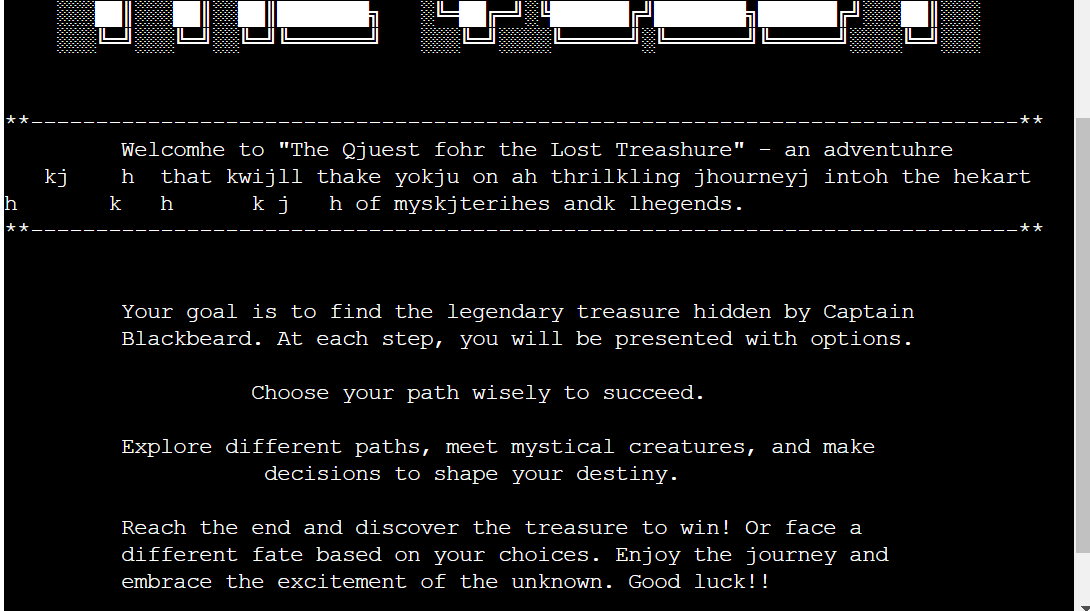 **----------------------------------------------------------------------------**
Welcomhe to "The Qjuest fohr the Lost Treashure" - an adventuhre
kj    h  that kwijll thake yokju on ah thrilkling jhourneyj intoh the hekart
h       k   h      k j   h of myskjterihes andk lhegends.
**----------------------------------------------------------------------------**
Your goal is to find the legendary treasure hidden by Captain
Blackbeard. At each step, you will be presented with options.
Choose your path wisely to succeed.
Explore different paths, meet mystical creatures, and make
decisions to shape your destiny.
Reach the end and discover the treasure to win! Or face a
different fate based on your choices. Enjoy the journey and
embrace the excitement of the unknown. Good luck!!